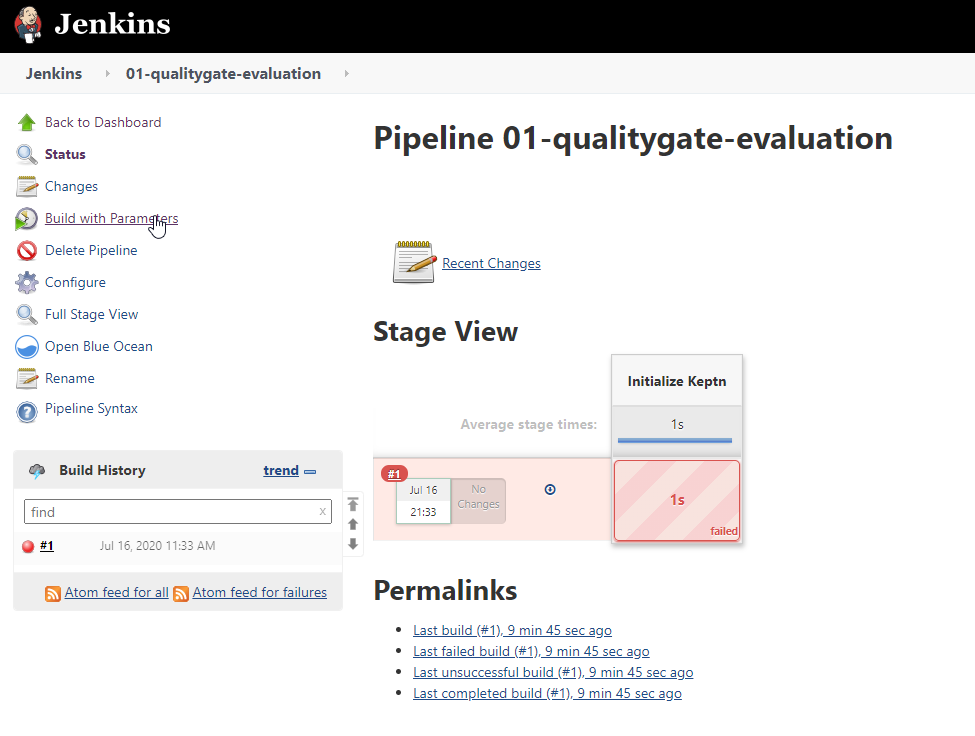 Jenkins
Jenkins 01-qualitygate-evaluation
Back to Dashboard
Status
Changes
Build with Parameters
Delete Pipeline
Configure
Full Stage View
Open Blue Ocean
Rename
Pipeline Syntax
Build History trend
find x
#1 Jul 16, 2020 11:33 AM
Atom feed for all Atom feed for failures
Pipeline 01-qualitygate-evaluation
Recent Changes
Stage View
Initialize Keptn
Average stage times: 1s
#1
Jul 16
21:33
No
Changes
1s
failed
Permalinks
Last build (#1), 9 min 45 sec ago
Last failed build (#1), 9 min 45 sec ago
Last unsuccessful build (#1), 9 min 45 sec ago
Last completed build (#1), 9 min 45 sec ago